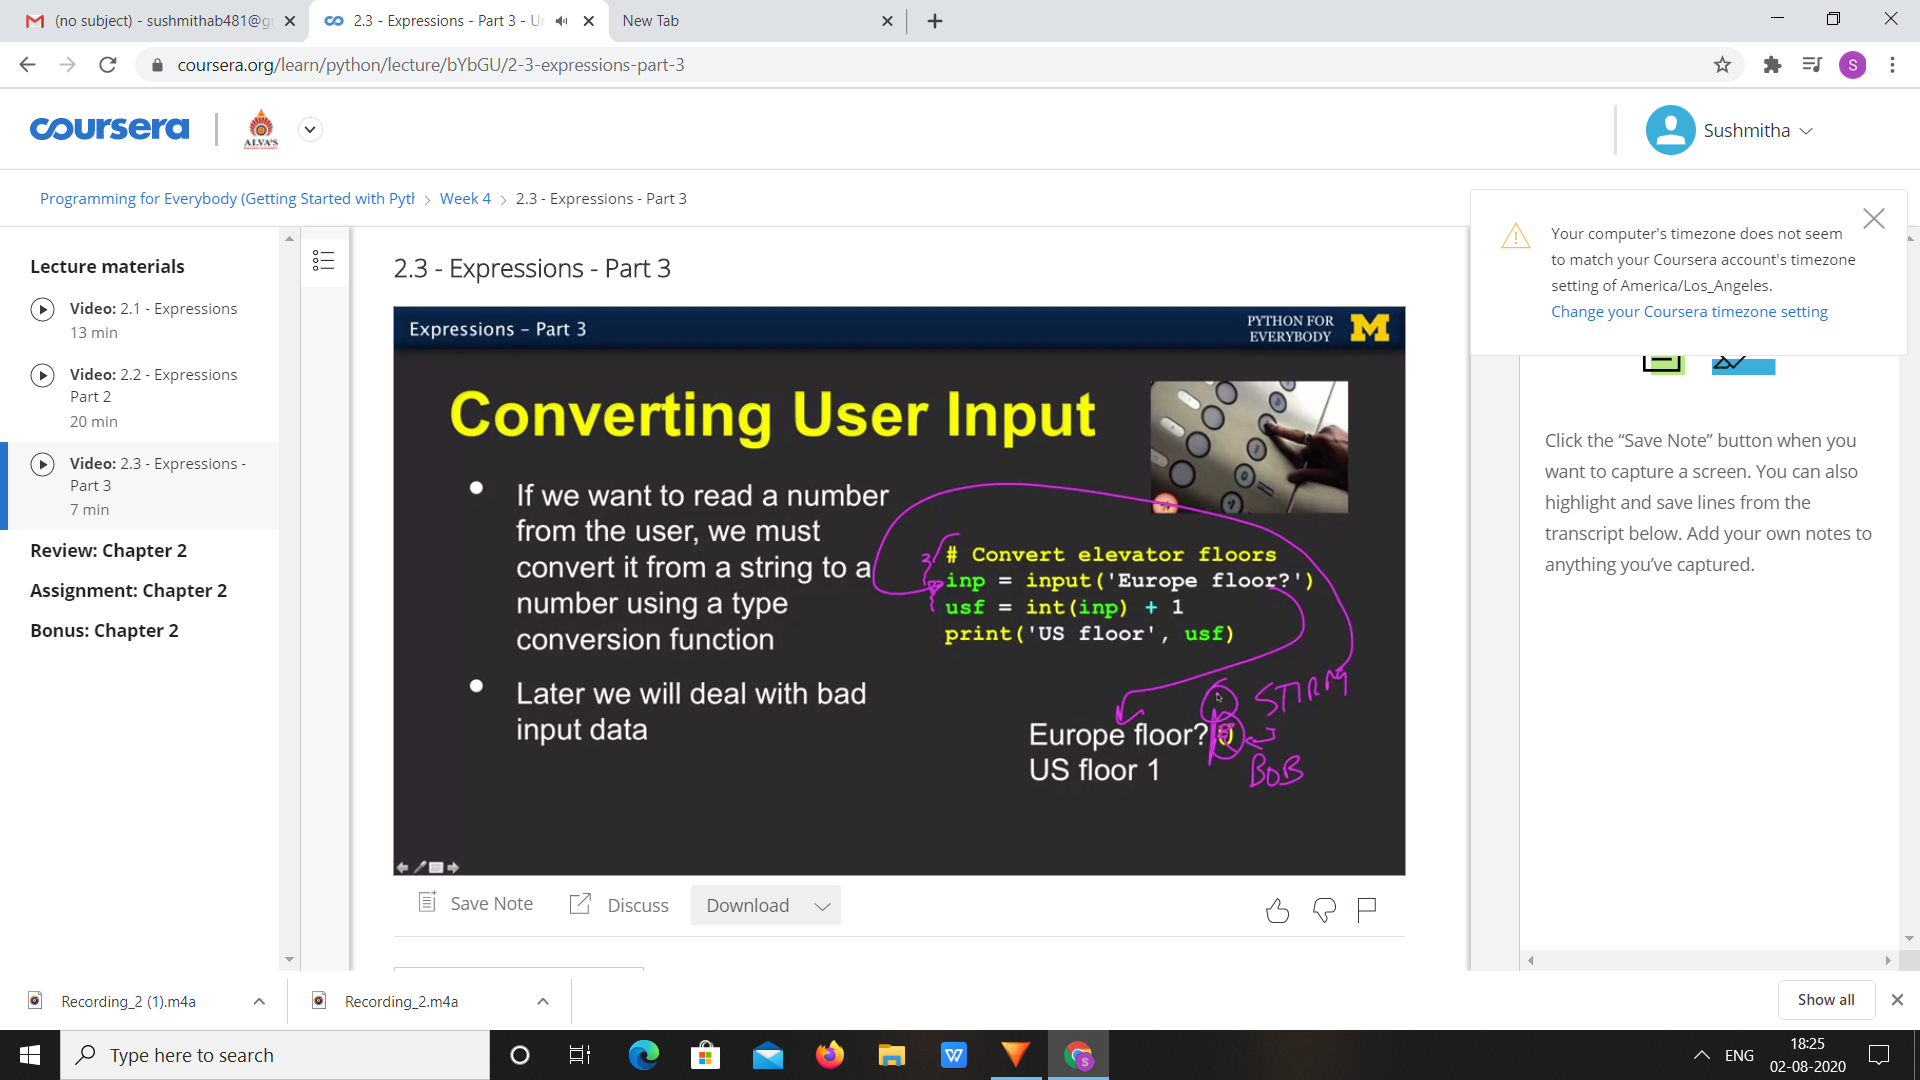 (no subject) - sushmithab481@g
2.3 - Expressions - Part 3 - U
New Tab
coursera.org/learn/python/lecture/bYbGU/2-3-expressions-part-3
S
coursera
ALVA'S
Sushmitha
Programming for Everybody (Getting Started with Pyth
Week 4
2.3 - Expressions - Part 3
Your computer's timezone does not seem
to match your Coursera account's timezone
setting of America/Los_Angeles.
Change your Coursera timezone setting
Lecture materials
Video: 2.1 - Expressions
13 min
Video: 2.2 - Expressions
Part 2
20 min
Video: 2.3 - Expressions -
Part 3
7 min
Review: Chapter 2
Assignment: Chapter 2
Bonus: Chapter 2
2.3 - Expressions - Part 3
Expressions – Part 3
PYTHON FOR
EVERYBODY
M
Converting User Input
If we want to read a number
from the user, we must
convert it from a string to a
number using a type
conversion function
Later we will deal with bad
input data
# Convert elevator floors
inp = input('Europe floor?')
usf = int(inp) + 1
print('US floor', usf)
Europe floor? 0
US floor 1
BOB
Save Note
Discuss
Download
Click the “Save Note” button when you
want to capture a screen. You can also
highlight and save lines from the
transcript below. Add your own notes to
anything you’ve captured.
Recording_2 (1).m4a
Recording_2.m4a
Show all
Type here to search
W
S
ENG
18:25
02-08-2020